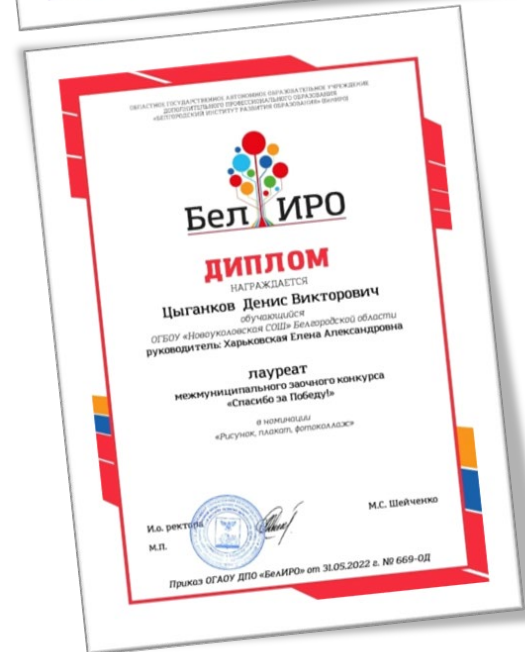 ОБЛАСТНОЕ ГОСУДАРСТВЕННОЕ АВТОНОМНОЕ ОБРАЗОВАТЕЛЬНОЕ УЧРЕЖДЕНИЕ
ДОПОЛНИТЕЛЬНОГО ПРОФЕССИОНАЛЬНОГО ОБРАЗОВАНИЯ
«БЕЛГОРОДСКИЙ ИНСТИТУТ РАЗВИТИЯ ОБРАЗОВАНИЯ»
Бел ИРО
ДИПЛОМ
НАГРАЖДАЕТСЯ
Цыганков Денис Викторович
обучающийся
ОГБОУ «Новоуколовская СОШ» Белгородской области
руководитель: Харьковская Елена Александровна
лауреат
межмуниципального заочного конкурса
«Спасибо за Победу!»
в номинации
«Рисунок, плакат, фотоколлаж»
И.о. ректора
М.С. Шейченко
М.П.
Приказ ОГАОУ ДПО «БелИРО» от 31.05.2022 г. № 669-ОД